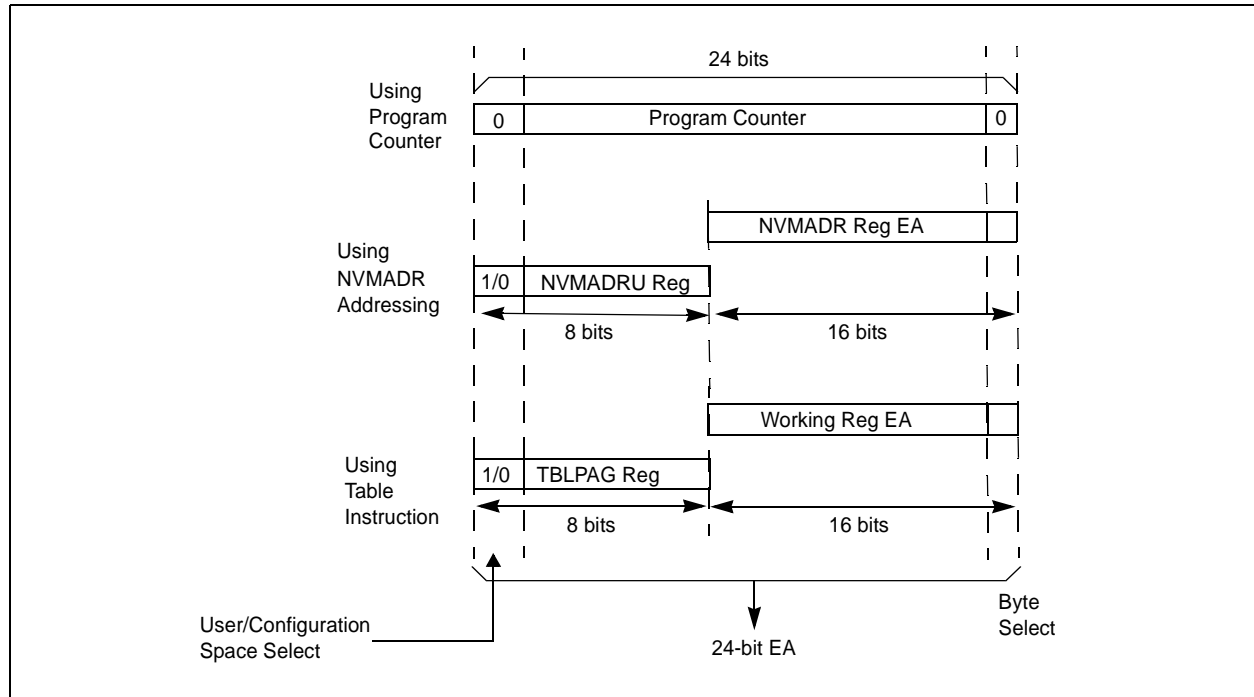 24 bits
Using
Program
Counter
0
Program Counter
0
NVMADR Reg EA
Using
NVMADR
Addressing
1/0
NVMADRU Reg
8 bits
16 bits
Working Reg EA
Using
Table
Instruction
1/0
TBLPAG Reg
8 bits
16 bits
User/Configuration
Space Select
24-bit EA
Byte
Select